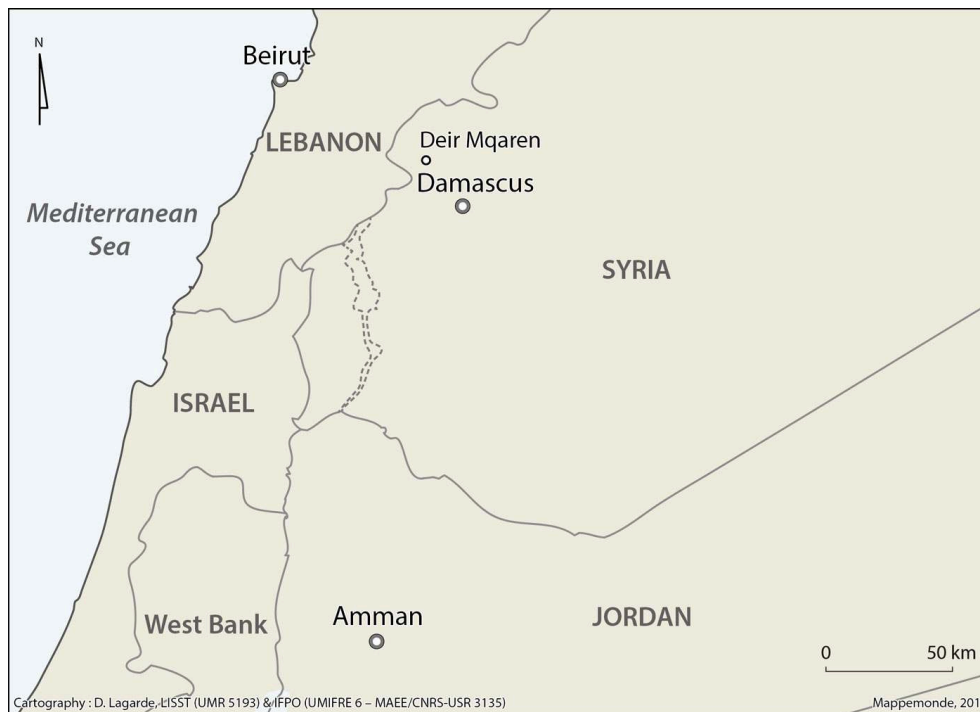 N
Beirut
LEBANON
Deir Mqaren
Damascus
Mediterranean
Sea
SYRIA
ISRAEL
Amman
JORDAN
West Bank
0 50 km
Cartography : D. Lagarde, LISST (UMR 5193) & IFPO (UMIFRE 6 – MAEE/CNRS-USR 3135)
Mappemonde, 201